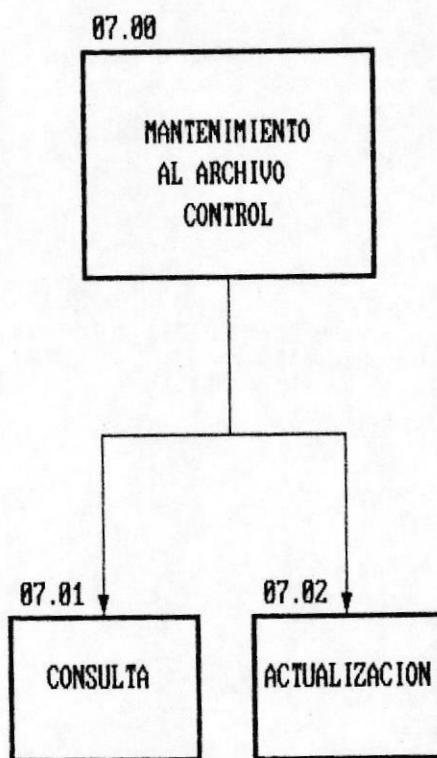 07.00
MANTENIMIENTO
AL ARCHIVO
CONTROL
07.01
07.02
CONSULTA
ACTUALIZACION